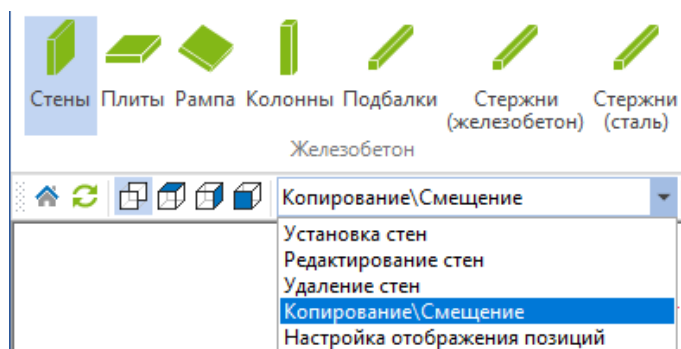 Стены Плиты Рампа Колонны Подбалки Стержни Стержни
(железобетон) (сталь)
Железобетон
Копирование\Смещение
Установка стен
Редактирование стен
Удаление стен
Копирование\Смещение
Настройка отображения позиций